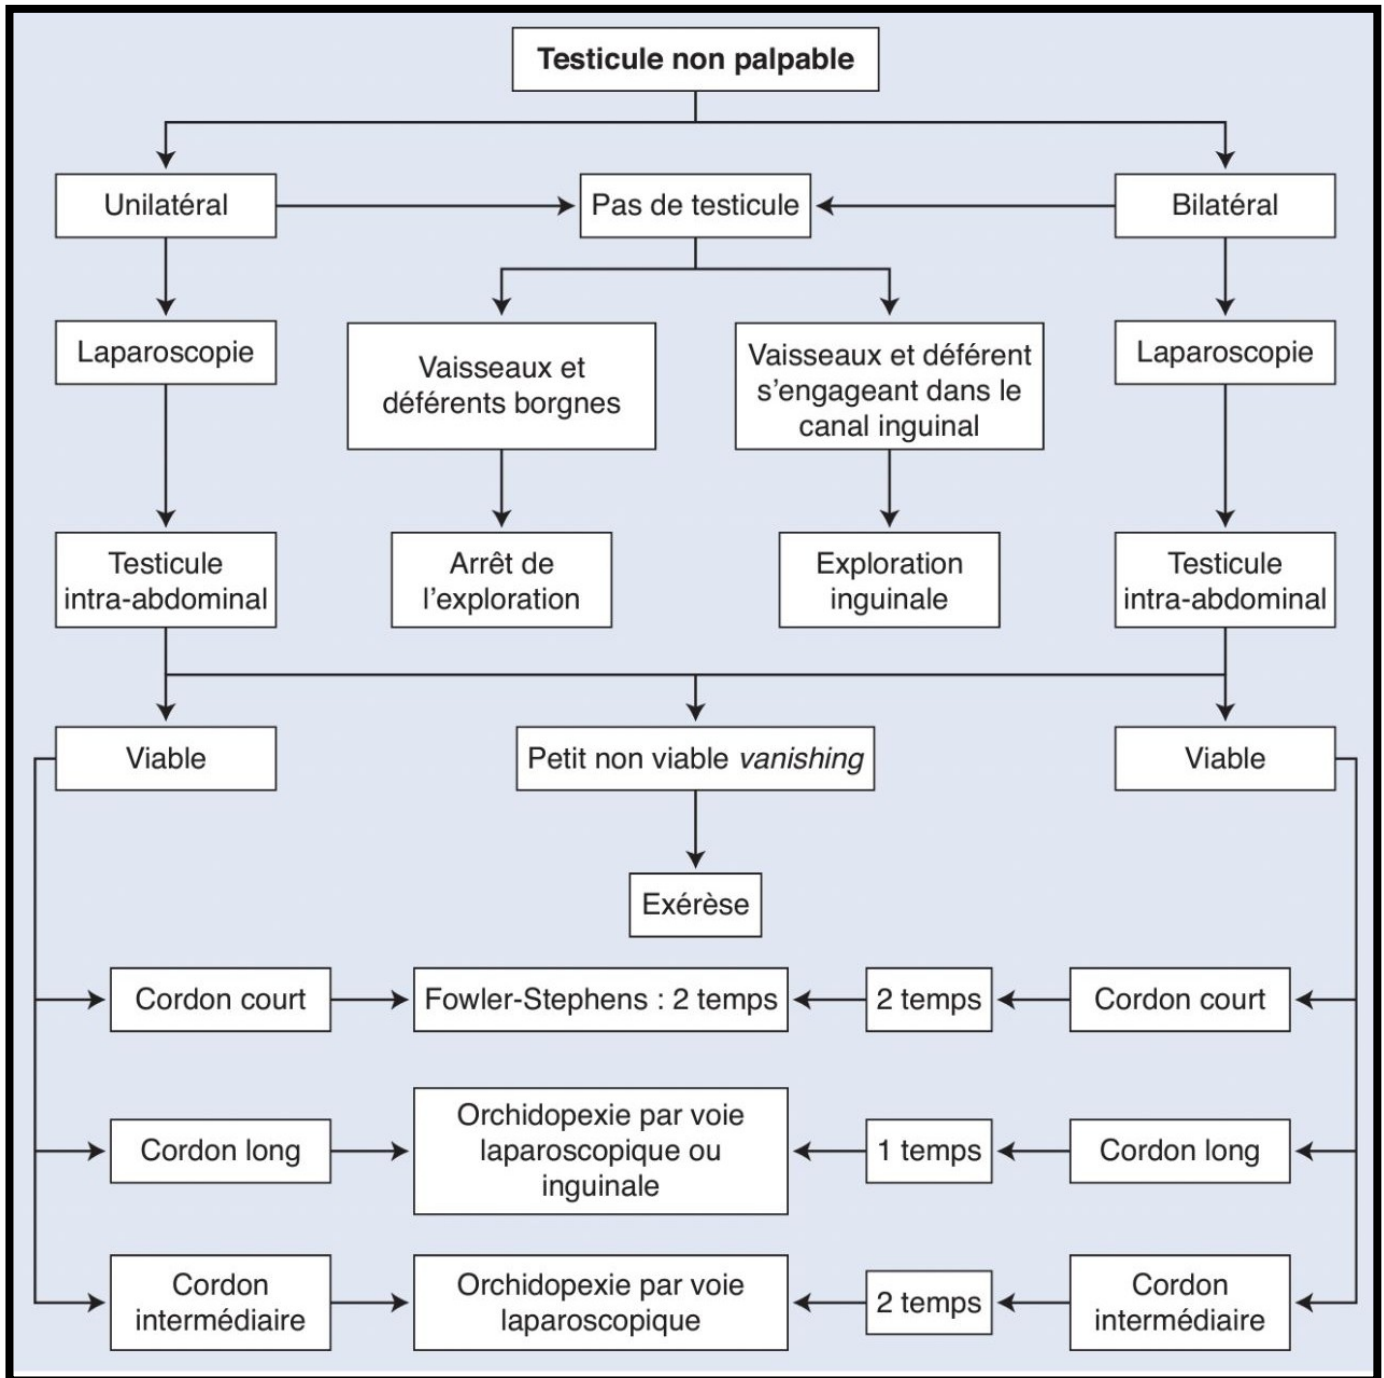 Testicule non palpable
Unilatéral
Pas de testicule
Bilatéral
Laparoscopie
Vaisseaux et
déférents borgnes
Vaisseaux et déférent
s'engageant dans le
canal inguinal
Laparoscopie
Testicule
intra-abdominal
Arrêt de
l'exploration
Exploration
inguinale
Testicule
intra-abdominal
Viable
Petit non viable vanishing
Viable
Exérèse
Cordon court
Fowler-Stephens : 2 temps
2 temps
Cordon court
Cordon long
Orchidopexie par voie
laparoscopique ou
inguinale
1 temps
Cordon long
Cordon
intermédiaire
Orchidopexie par voie
laparoscopique
2 temps
Cordon
intermédiaire